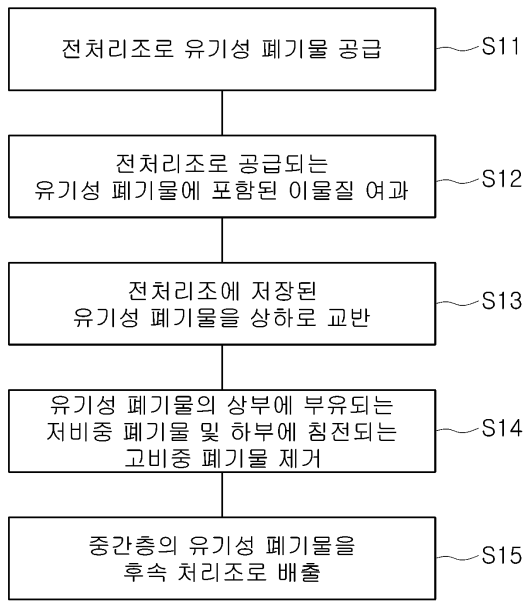 전처리조로 유기성 폐기물 공급
S11
전처리조로 공급되는
유기성 폐기물에 포함된 이물질 여과
S12
전처리조에 저장된
유기성 폐기물을 상하로 교반
S13
유기성 폐기물의 상부에 부유되는
저비중 폐기물 및 하부에 침전되는
고비중 폐기물 제거
S14
중간층의 유기성 폐기물을
후속 처리조로 배출
S15